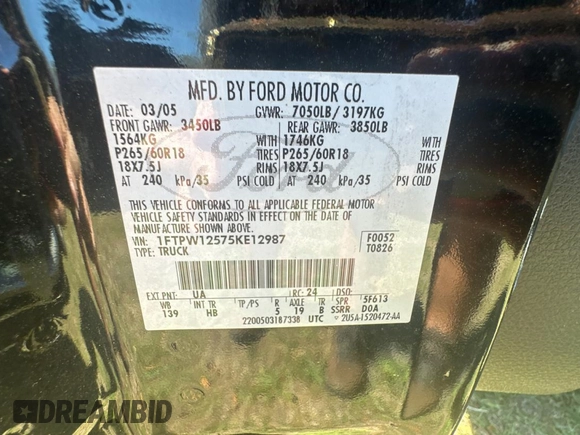 MFD. BY FORD MOTOR CO.
DATE: 03/05 GVWR: 7050LB/ 3197KG
FRONT GAWR: 3450LB REAR GAWR: 3850LB
1564KG WITH 1746KG WITH
P265/60R18 TIRES P265/60R18 TIRES
18X7.5J RIMS 18X7.5J RIMS
AT 240 kPa/35 PSI COLD AT 240 kPa/35 PSI COLD
THIS VEHICLE CONFORMS TO ALL APPLICABLE FEDERAL MOTOR
VEHICLE SAFETY STANDARDS IN EFFECT ON THE DATE OF
MANUFACTURE SHOWN ABOVE.
VIN: 1FTPW12575KE12987 F0052
TYPE: TRUCK T0826
EXT PNT: UA RC: 24 DSO:
WB INT TR TP/PS R AXLE TR SPR 5F613
139 HB 5 19 B SSRR DOA
2200503187338 UTC 2U5A-1520472-AA
Ford
DREAMBID